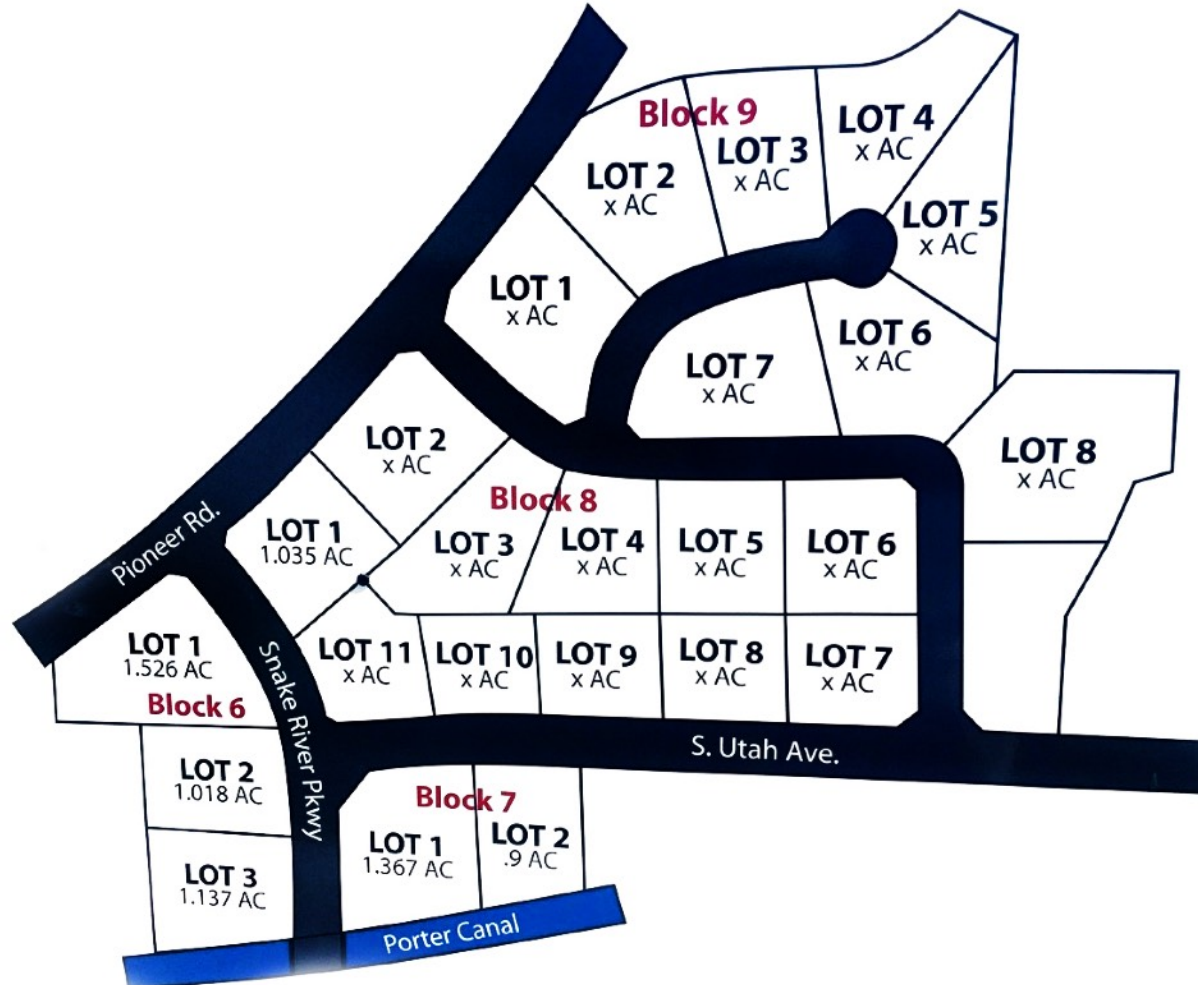 Block 9
LOT 4
x AC
LOT 3
x AC
LOT 2
x AC
LOT 5
x AC
LOT 1
x AC
LOT 6
x AC
LOT 7
x AC
LOT 8
x AC
LOT 2
x AC
Block 8
LOT 1
1.035 AC
LOT 3
x AC
LOT 4
x AC
LOT 5
x AC
LOT 6
x AC
Pioneer Rd.
LOT 11
x AC
LOT 10
x AC
LOT 9
x AC
LOT 8
x AC
LOT 7
x AC
LOT 1
1.526 AC
Block 6
Snake River Pkwy
S. Utah Ave.
LOT 2
1.018 AC
Block 7
LOT 1
1.367 AC
LOT 2
.9 AC
LOT 3
1.137 AC
Porter Canal